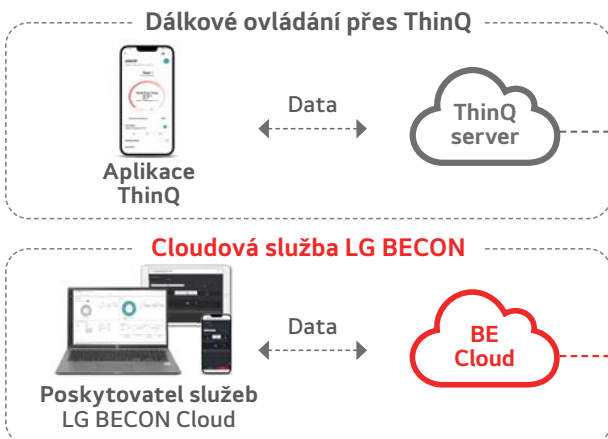 Dálkové ovládání přes ThinQ
Data
ThinQ
server
Aplikace
ThinQ
Cloudová služba LG BECON
Data
BE
Cloud
Poskytovatel služeb
LG BECON Cloud